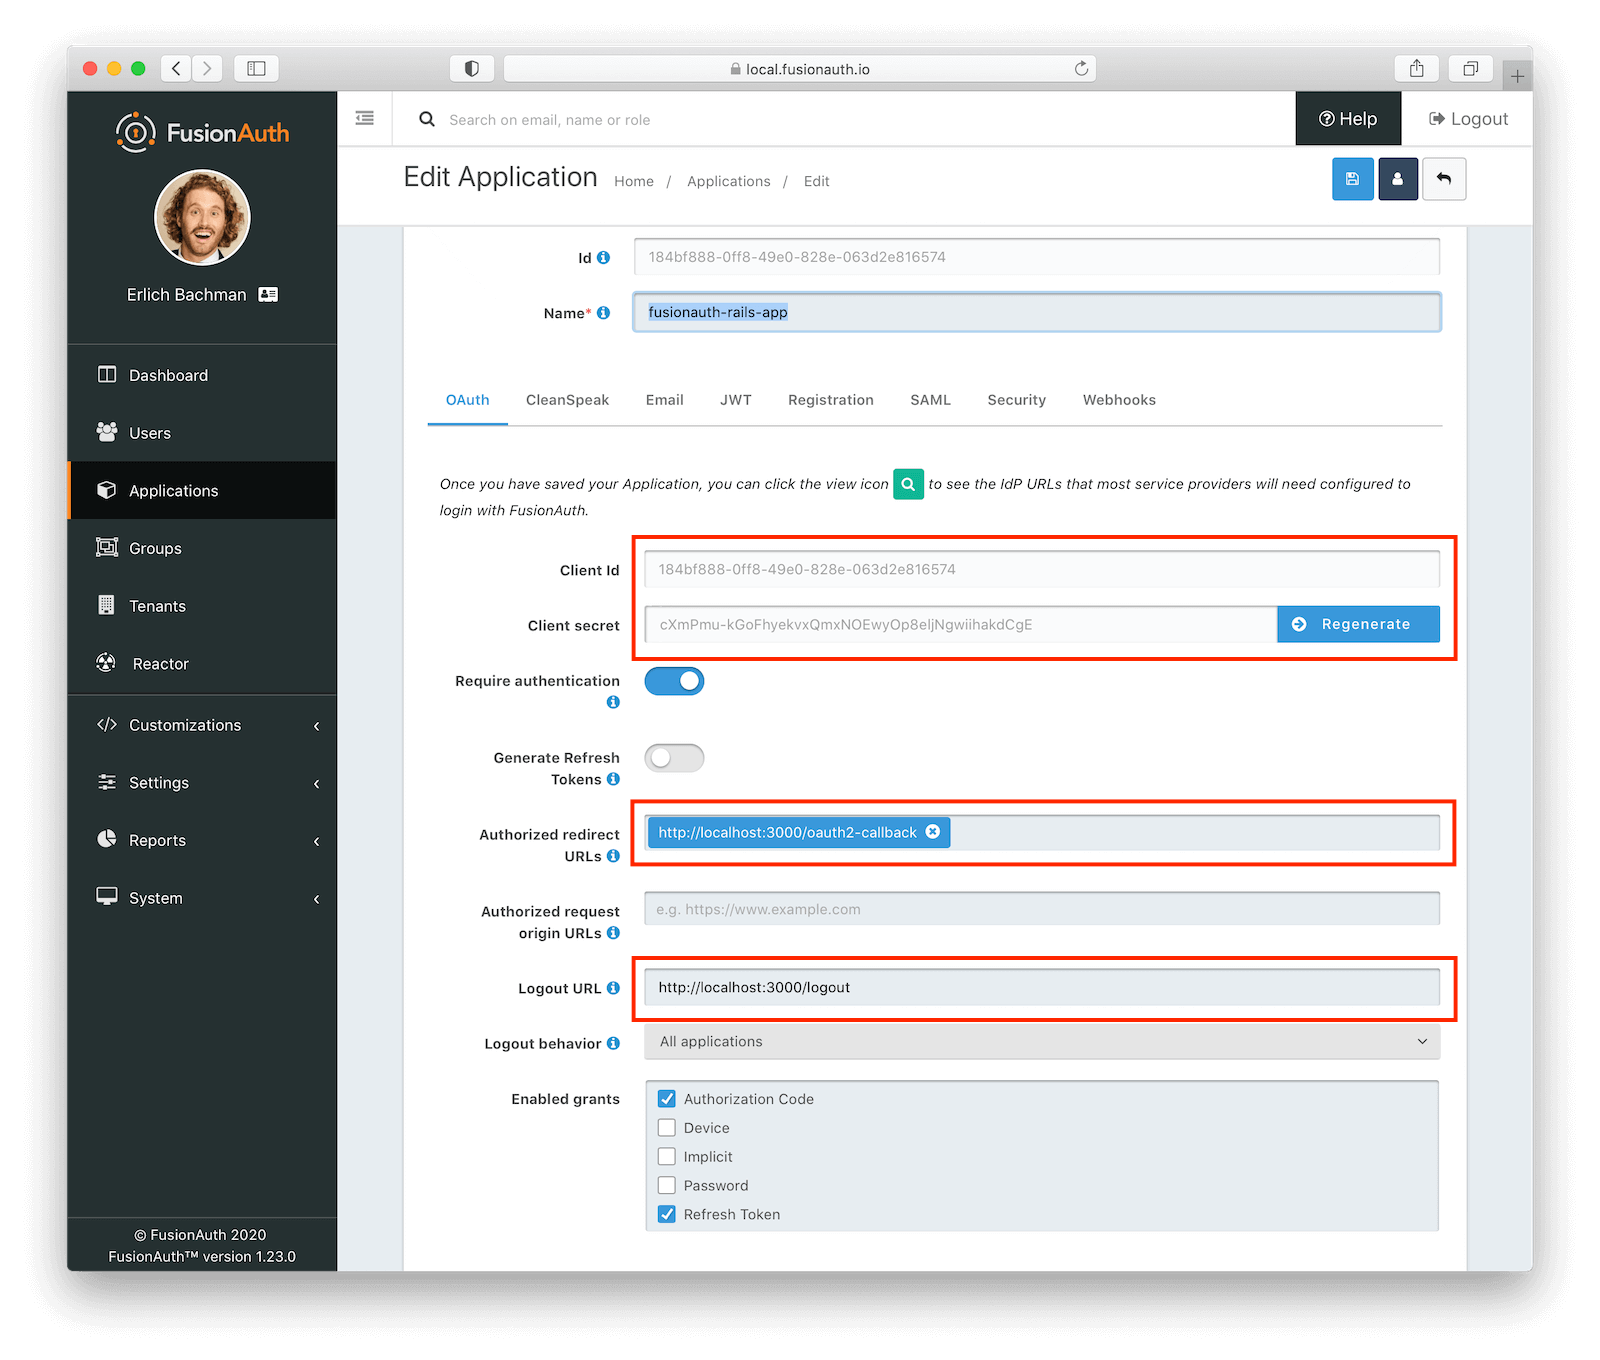 local.fusionauth.io
FusionAuth
Search on email, name or role
Help
Logout
Edit Application
Home / Applications / Edit
Erlich Bachman
Dashboard
Users
Applications
Groups
Tenants
Reactor
Customizations
Settings
Reports
System
© FusionAuth 2020
FusionAuth™ version 1.23.0
Id
184bf888-0ff8-49e0-828e-063d2e816574
Name*
fusionauth-rails-app
OAuth CleanSpeak Email JWT Registration SAML Security Webhooks
Once you have saved your Application, you can click the view icon to see the IdP URLs that most service providers will need configured to
login with FusionAuth.
Client Id
184bf888-0ff8-49e0-828e-063d2e816574
Client secret
cXmPmu-kGoFhyekvxQmxNOEwyOp8eljNgwiihakdCgE
Regenerate
Require authentication
Generate Refresh
Tokens
Authorized redirect
URLs
http://localhost:3000/oauth2-callback
Authorized request
origin URLs
e.g. https://www.example.com
Logout URL
http://localhost:3000/logout
Logout behavior
All applications
Enabled grants
Authorization Code
Device
Implicit
Password
Refresh Token